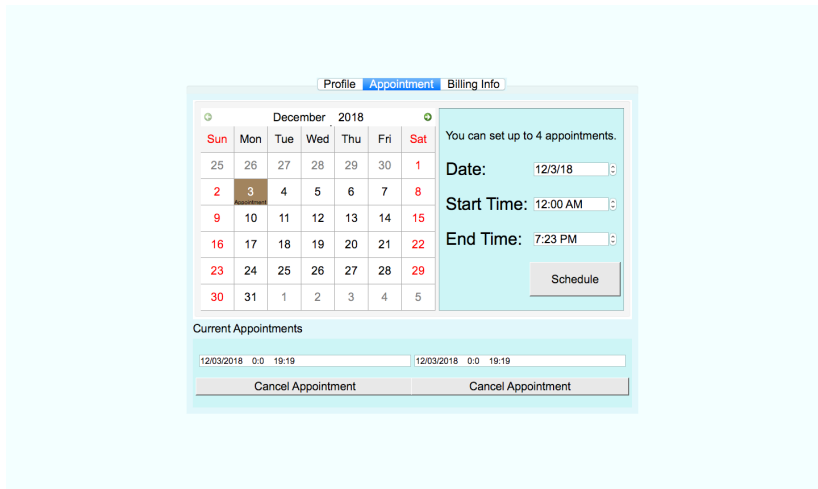 Profile Appointment Billing Info
December 2018
Sun Mon Tue Wed Thu Fri Sat
25 26 27 28 29 30 1
2 3 4 5 6 7 8
Appointment
9 10 11 12 13 14 15
16 17 18 19 20 21 22
23 24 25 26 27 28 29
30 31 1 2 3 4 5
You can set up to 4 appointments.
Date: 12/3/18
Start Time: 12:00 AM
End Time: 7:23 PM
Schedule
Current Appointments
12/03/2018 0:0 19:19 12/03/2018 0:0 19:19
Cancel Appointment Cancel Appointment